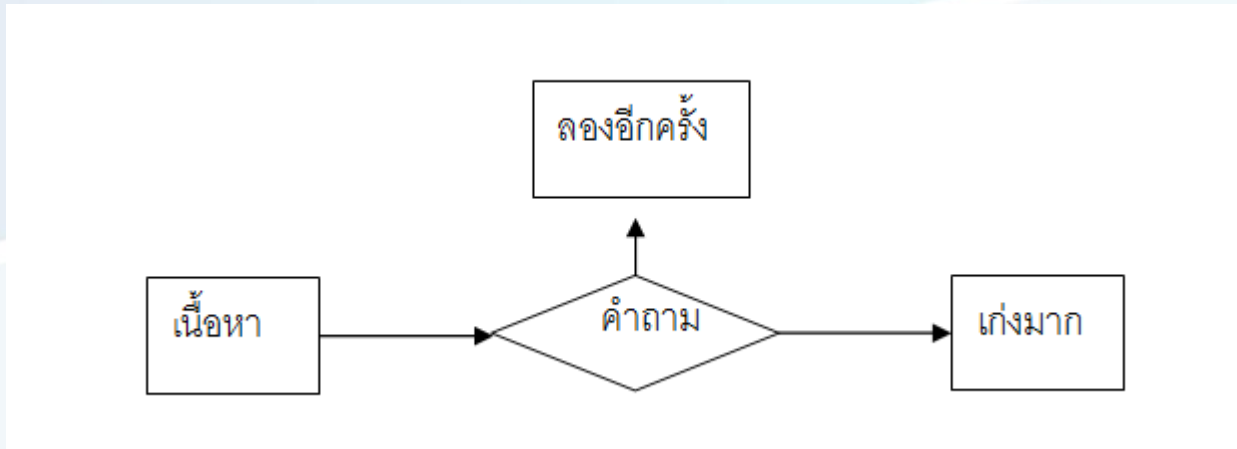 ลองอีกครั้ง
เนื้อหา
คำถาม
เก่งมาก